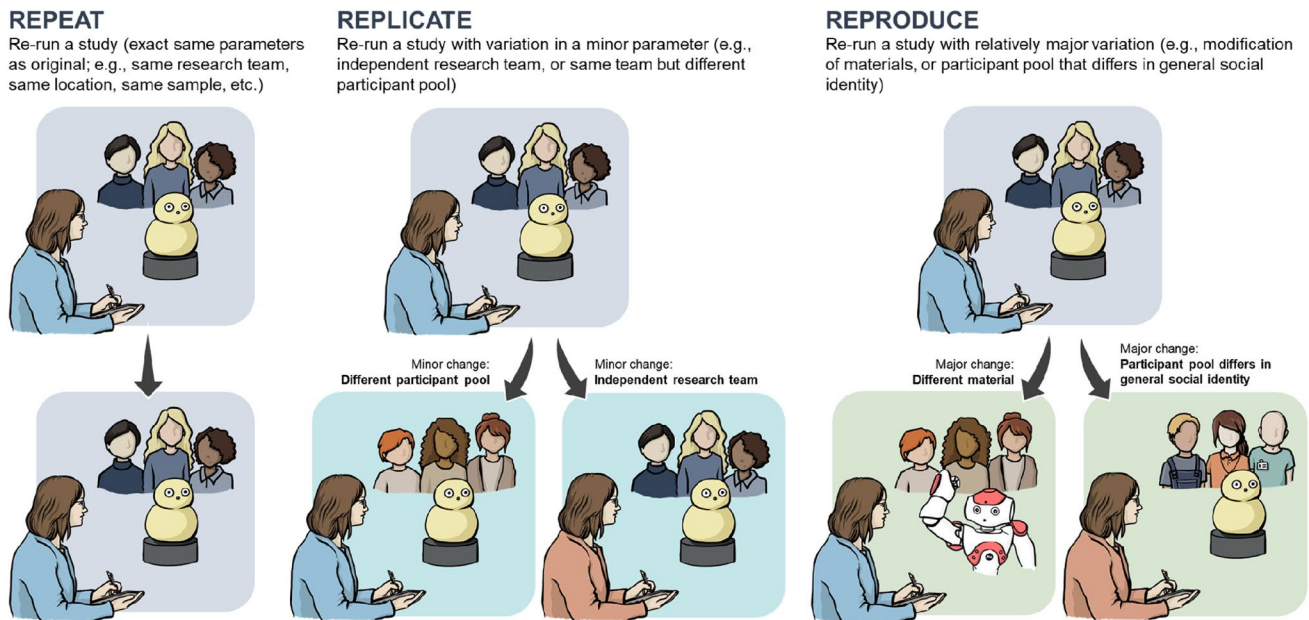 REPEAT
Re-run a study (exact same parameters
as original; e.g., same research team,
same location, same sample, etc.)
REPLICATE
Re-run a study with variation in a minor parameter (e.g.,
independent research team, or same team but different
participant pool)
REPRODUCE
Re-run a study with relatively major variation (e.g., modification
of materials, or participant pool that differs in general social
identity)
Minor change:
Different participant pool
Minor change:
Independent research team
Major change:
Different material
Major change:
Participant pool differs in
general social identity